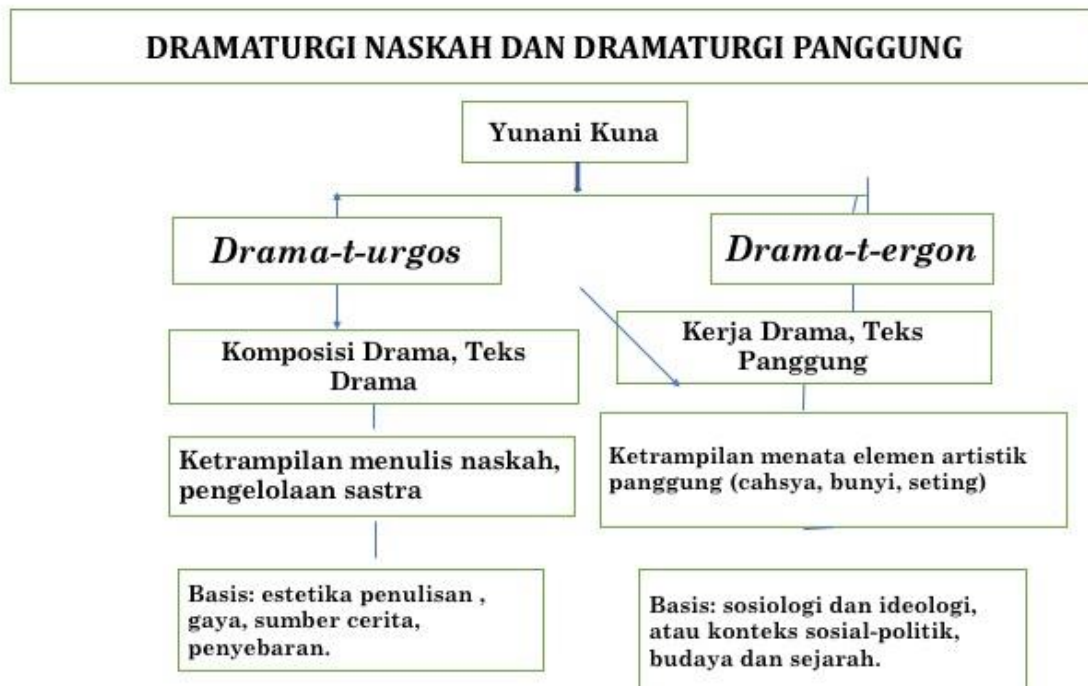 DRAMATURGI NASKAH DAN DRAMATURGI PANGGUNG
Yunani Kuna
Drama-t-urgos
Komposisi Drama, Teks
Drama
Ketrampilan menulis naskah,
pengelolaan sastra
Basis: estetika penulisan ,
gaya, sumber cerita,
penyebaran.
Drama-t-ergon
Kerja Drama, Teks
Panggung
Ketrampilan menata elemen artistik
panggung (cahsya, bunyi, seting)
Basis: sosiologi dan ideologi,
atau konteks sosial-politik,
budaya dan sejarah.